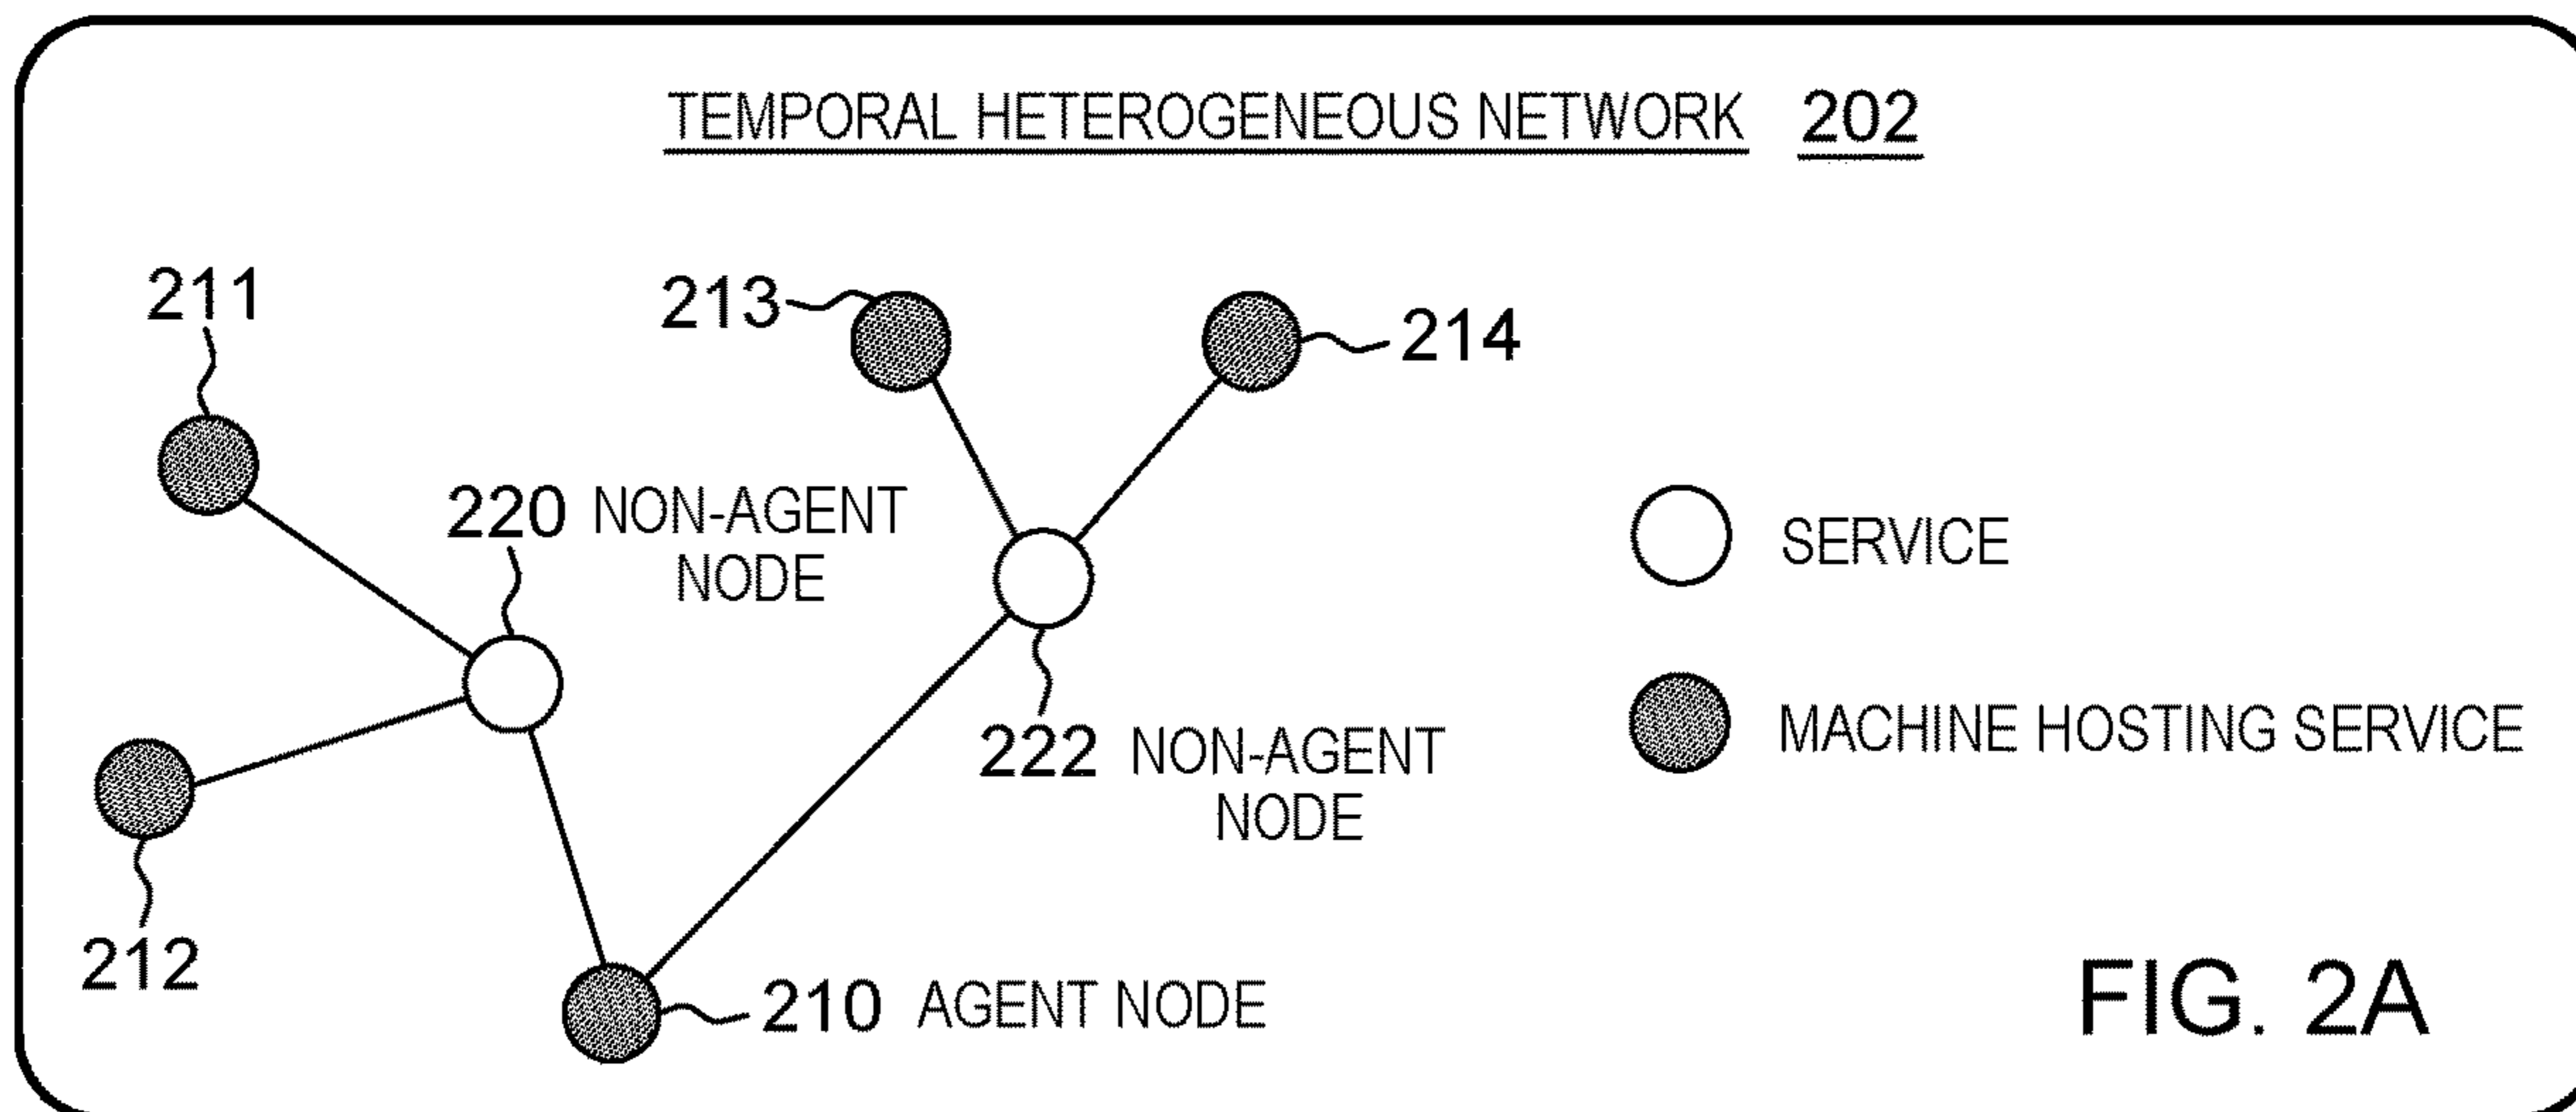 TEMPORAL HETEROGENEOUS NETWORK 202
211
213
214
220 NON-AGENT
NODE
SERVICE
222 NON-AGENT
NODE
MACHINE HOSTING SERVICE
212
210 AGENT NODE
FIG. 2A